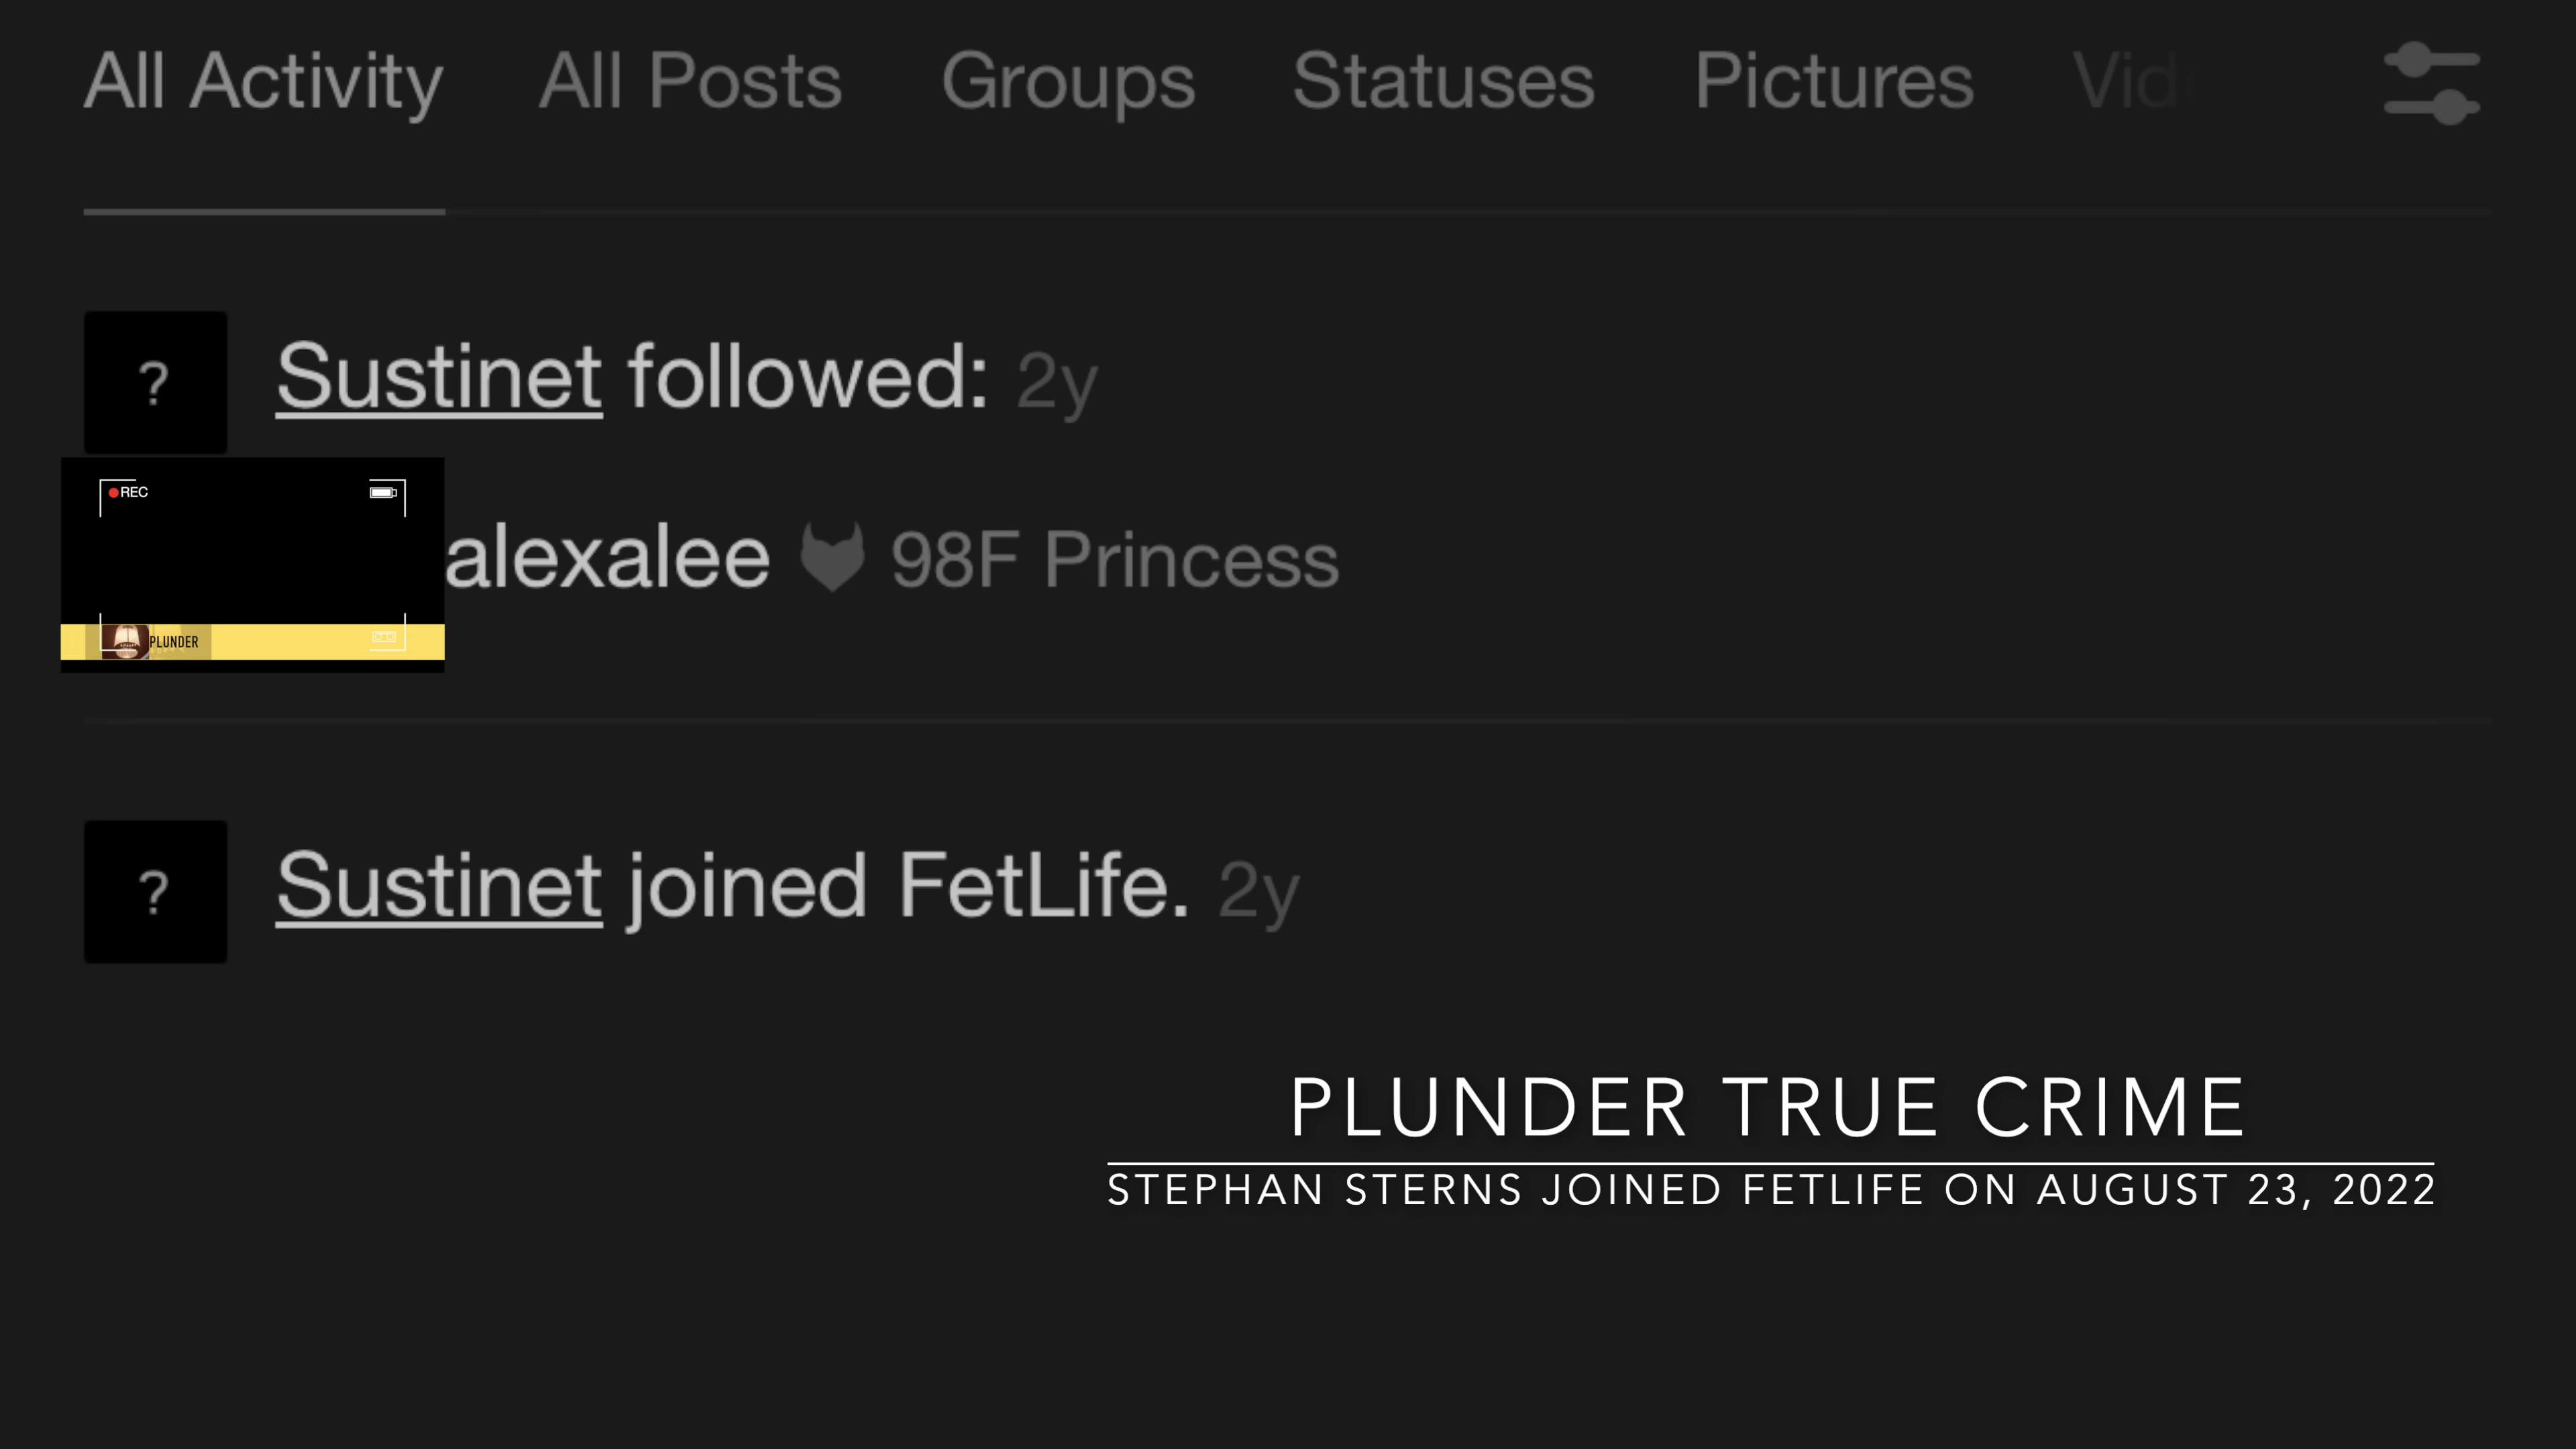 All Activity All Posts Groups Statuses Pictures Vid
? Sustinet followed: 2y
REC
alexalee 98F Princess
PLUNDER
? Sustinet joined FetLife. 2y
PLUNDER TRUE CRIME
STEPHAN STERNS JOINED FETLIFE ON AUGUST 23, 2022